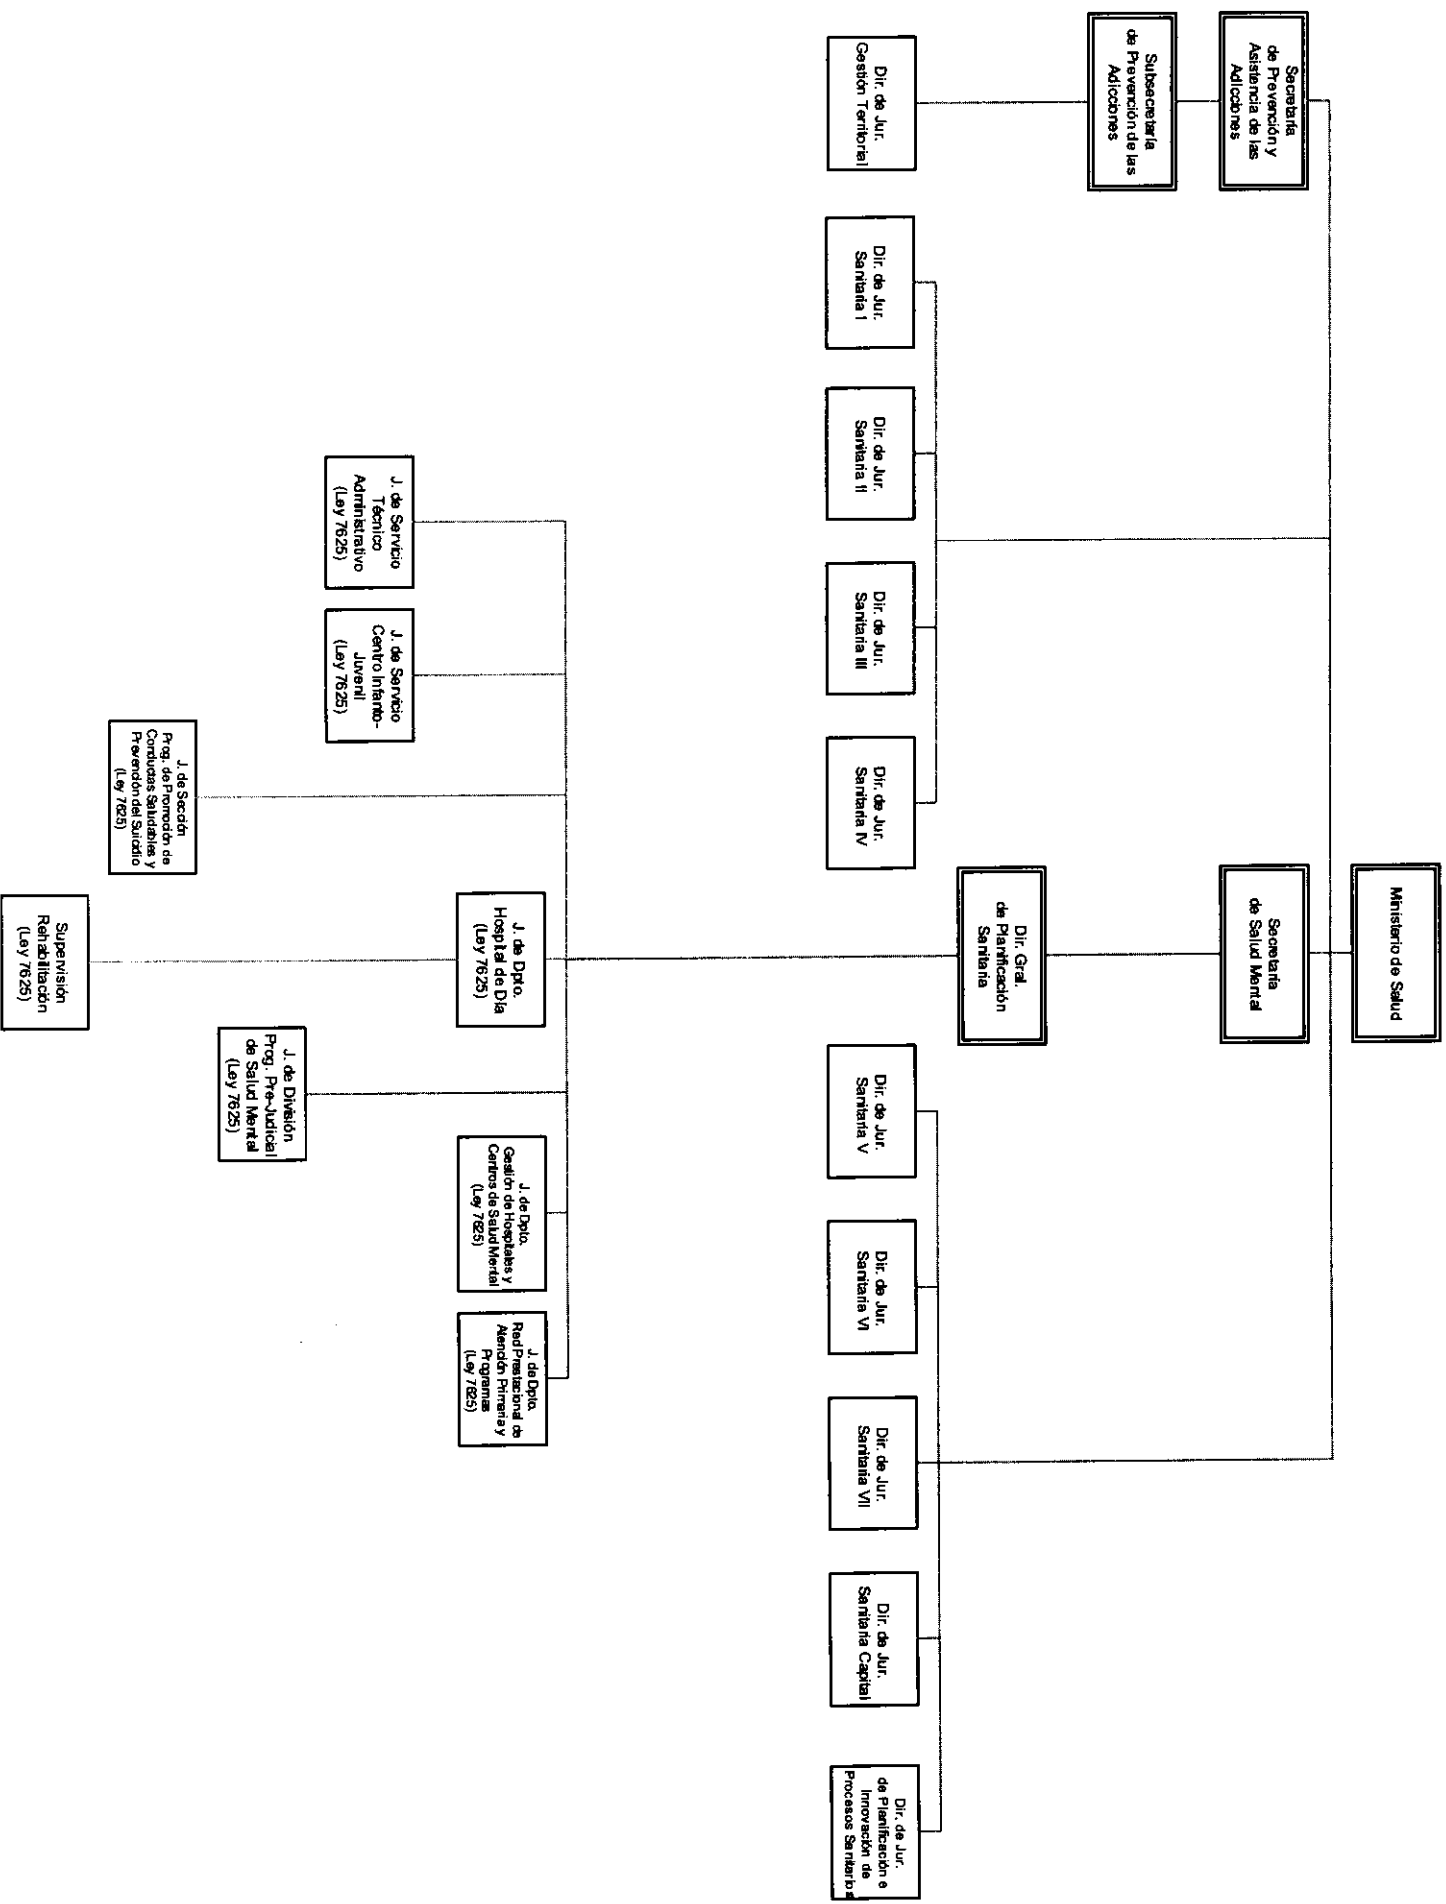 Ministerio de Salud
Secretaría
de Prevención y
Asistencia de las
Adicciones
Secretaría
de Salud Mental
Subsecretaría
de Prevención de las
Adicciones
Dir. Gral.
de Planificación
Sanitaria
Dir. de Jur.
Gestión Territorial
Dir. de Jur.
Sanitaria I
Dir. de Jur.
Sanitaria II
Dir. de Jur.
Sanitaria III
Dir. de Jur.
Sanitaria IV
Dir. de Jur.
Sanitaria V
Dir. de Jur.
Sanitaria VI
Dir. de Jur.
Sanitaria VII
Dir. de Jur.
Sanitaria Capital
Dir. de Jur.
de Planificación e
Innovación de
Procesos Sanitarios
J. de Dpto.
Hospital de Día
(Ley 7625)
J. de Dpto.
Gestión de Hospitales y
Centros de Salud Mental
(Ley 7625)
J. de Dpto.
Red Prestacional de
Atención Primaria y
Programas
(Ley 7625)
J. de Servicio
Técnico
Administrativo
(Ley 7625)
J. de Servicio
Centro Infanto-
Juvenil
(Ley 7625)
J. de División
Prog. Pre-Judicial
de Salud Mental
(Ley 7625)
J. de Sección
Prog. de Promoción de
Conductas Saludables y
Prevención del Suicidio
(Ley 7625)
Supervisión
Rehabilitación
(Ley 7625)